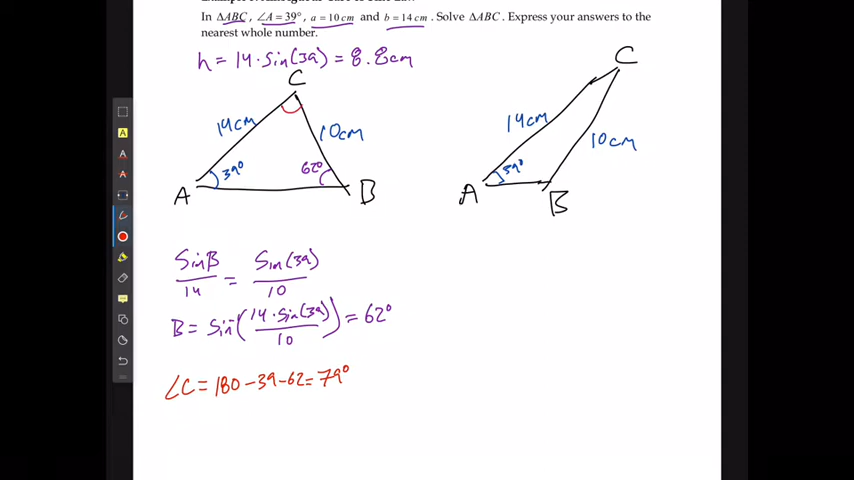 In ΔABC, ∠A = 39°, a = 10 cm and b = 14 cm. Solve ΔABC. Express your answers to the
nearest whole number.
h = 14·Sin(39) = 8.8cm
C
14cm
10cm
39°
62°
A
B
C
14cm
10cm
39°
A
B
SinB/14 = Sin(39)/10
B = Sin⁻(14·Sin(39)/10) = 62°
∠C = 180-39-62 = 79°